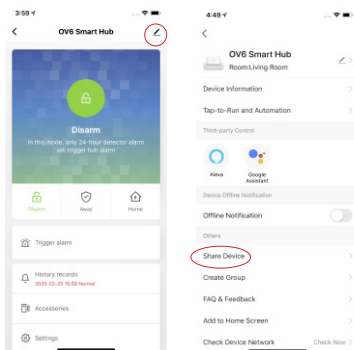 3:59
OV6 Smart Hub
Disarm
In this mode, only 24-hour detector alarm
will trigger hub alarm
Disarm
Away
Home
Trigger alarm
History records
2020-02-25 15:59 Normal
Accessories
Settings
4:49
OV6 Smart Hub
Room:Living Room
Device Information
Tap-to-Run and Automation
Third-party Control
Alexa
Google
Assistant
Device Offline Notification
Offline Notification
Others
Share Device
Create Group
FAQ & Feedback
Add to Home Screen
Check Device Network
Check Now